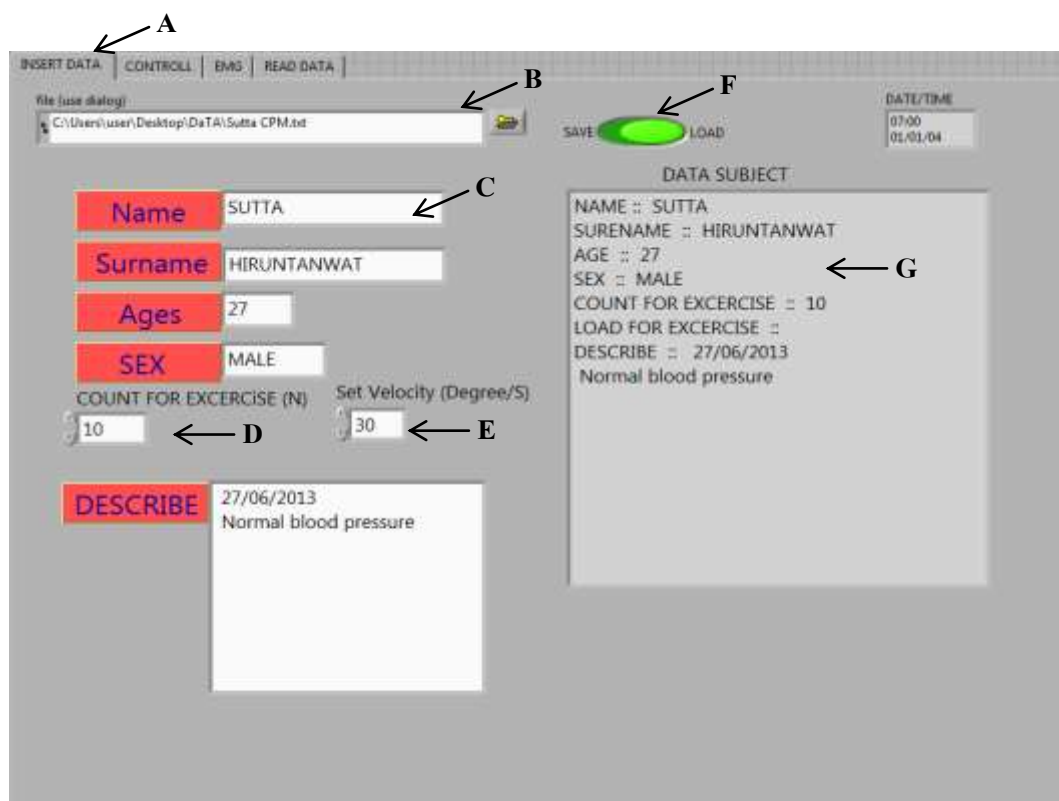 A
INSERT DATA CONTROLL EMG READ DATA
B
F
file (use dialog)
C:\Users\user\Desktop\DaTA\Sutta CPM.txt
SAVE LOAD
DATE/TIME
07:00
01/01/04
C
Name SUTTA
Surname HIRUNTANWAT
Ages 27
SEX MALE
COUNT FOR EXCERCISE (N) Set Velocity (Degree/S)
10 D 30 E
DESCRIBE 27/06/2013
Normal blood pressure
DATA SUBJECT
NAME :: SUTTA
SURENAME :: HIRUNTANWAT
AGE :: 27
G
SEX :: MALE
COUNT FOR EXCERCISE :: 10
LOAD FOR EXCERCISE ::
DESCRIBE :: 27/06/2013
Normal blood pressure